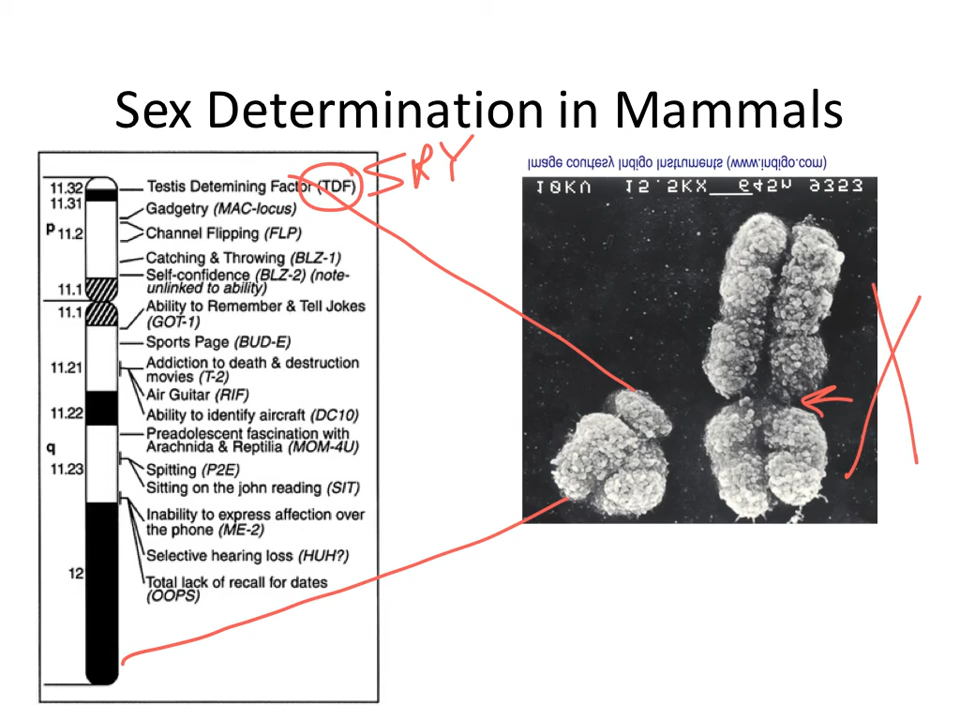 Sex Determination in Mammals
SRY
Image courtesy Indigo Instruments (www.indigo.com)
10KV 15.5KX 645n 9353
11.32
Testis Detemining Factor (TDF)
11.31
Gadgetry (MAC-locus)
p
11.2
Channel Flipping (FLP)
Catching & Throwing (BLZ-1)
Self-confidence (BLZ-2) (note-
unlinked to ability)
11.1
11.1
Ability to Remember & Tell Jokes
(GOT-1)
Sports Page (BUD-E)
11.21
Addiction to death & destruction
movies (T-2)
Air Guitar (RIF)
11.22
Ability to identify aircraft (DC10)
Preadolescent fascination with
Arachnida & Reptilia (MOM-4U)
q
11.23
Spitting (P2E)
Sitting on the john reading (SIT)
Inability to express affection over
the phone (ME-2)
Selective hearing loss (HUH?)
12
Total lack of recall for dates
(OOPS)
X